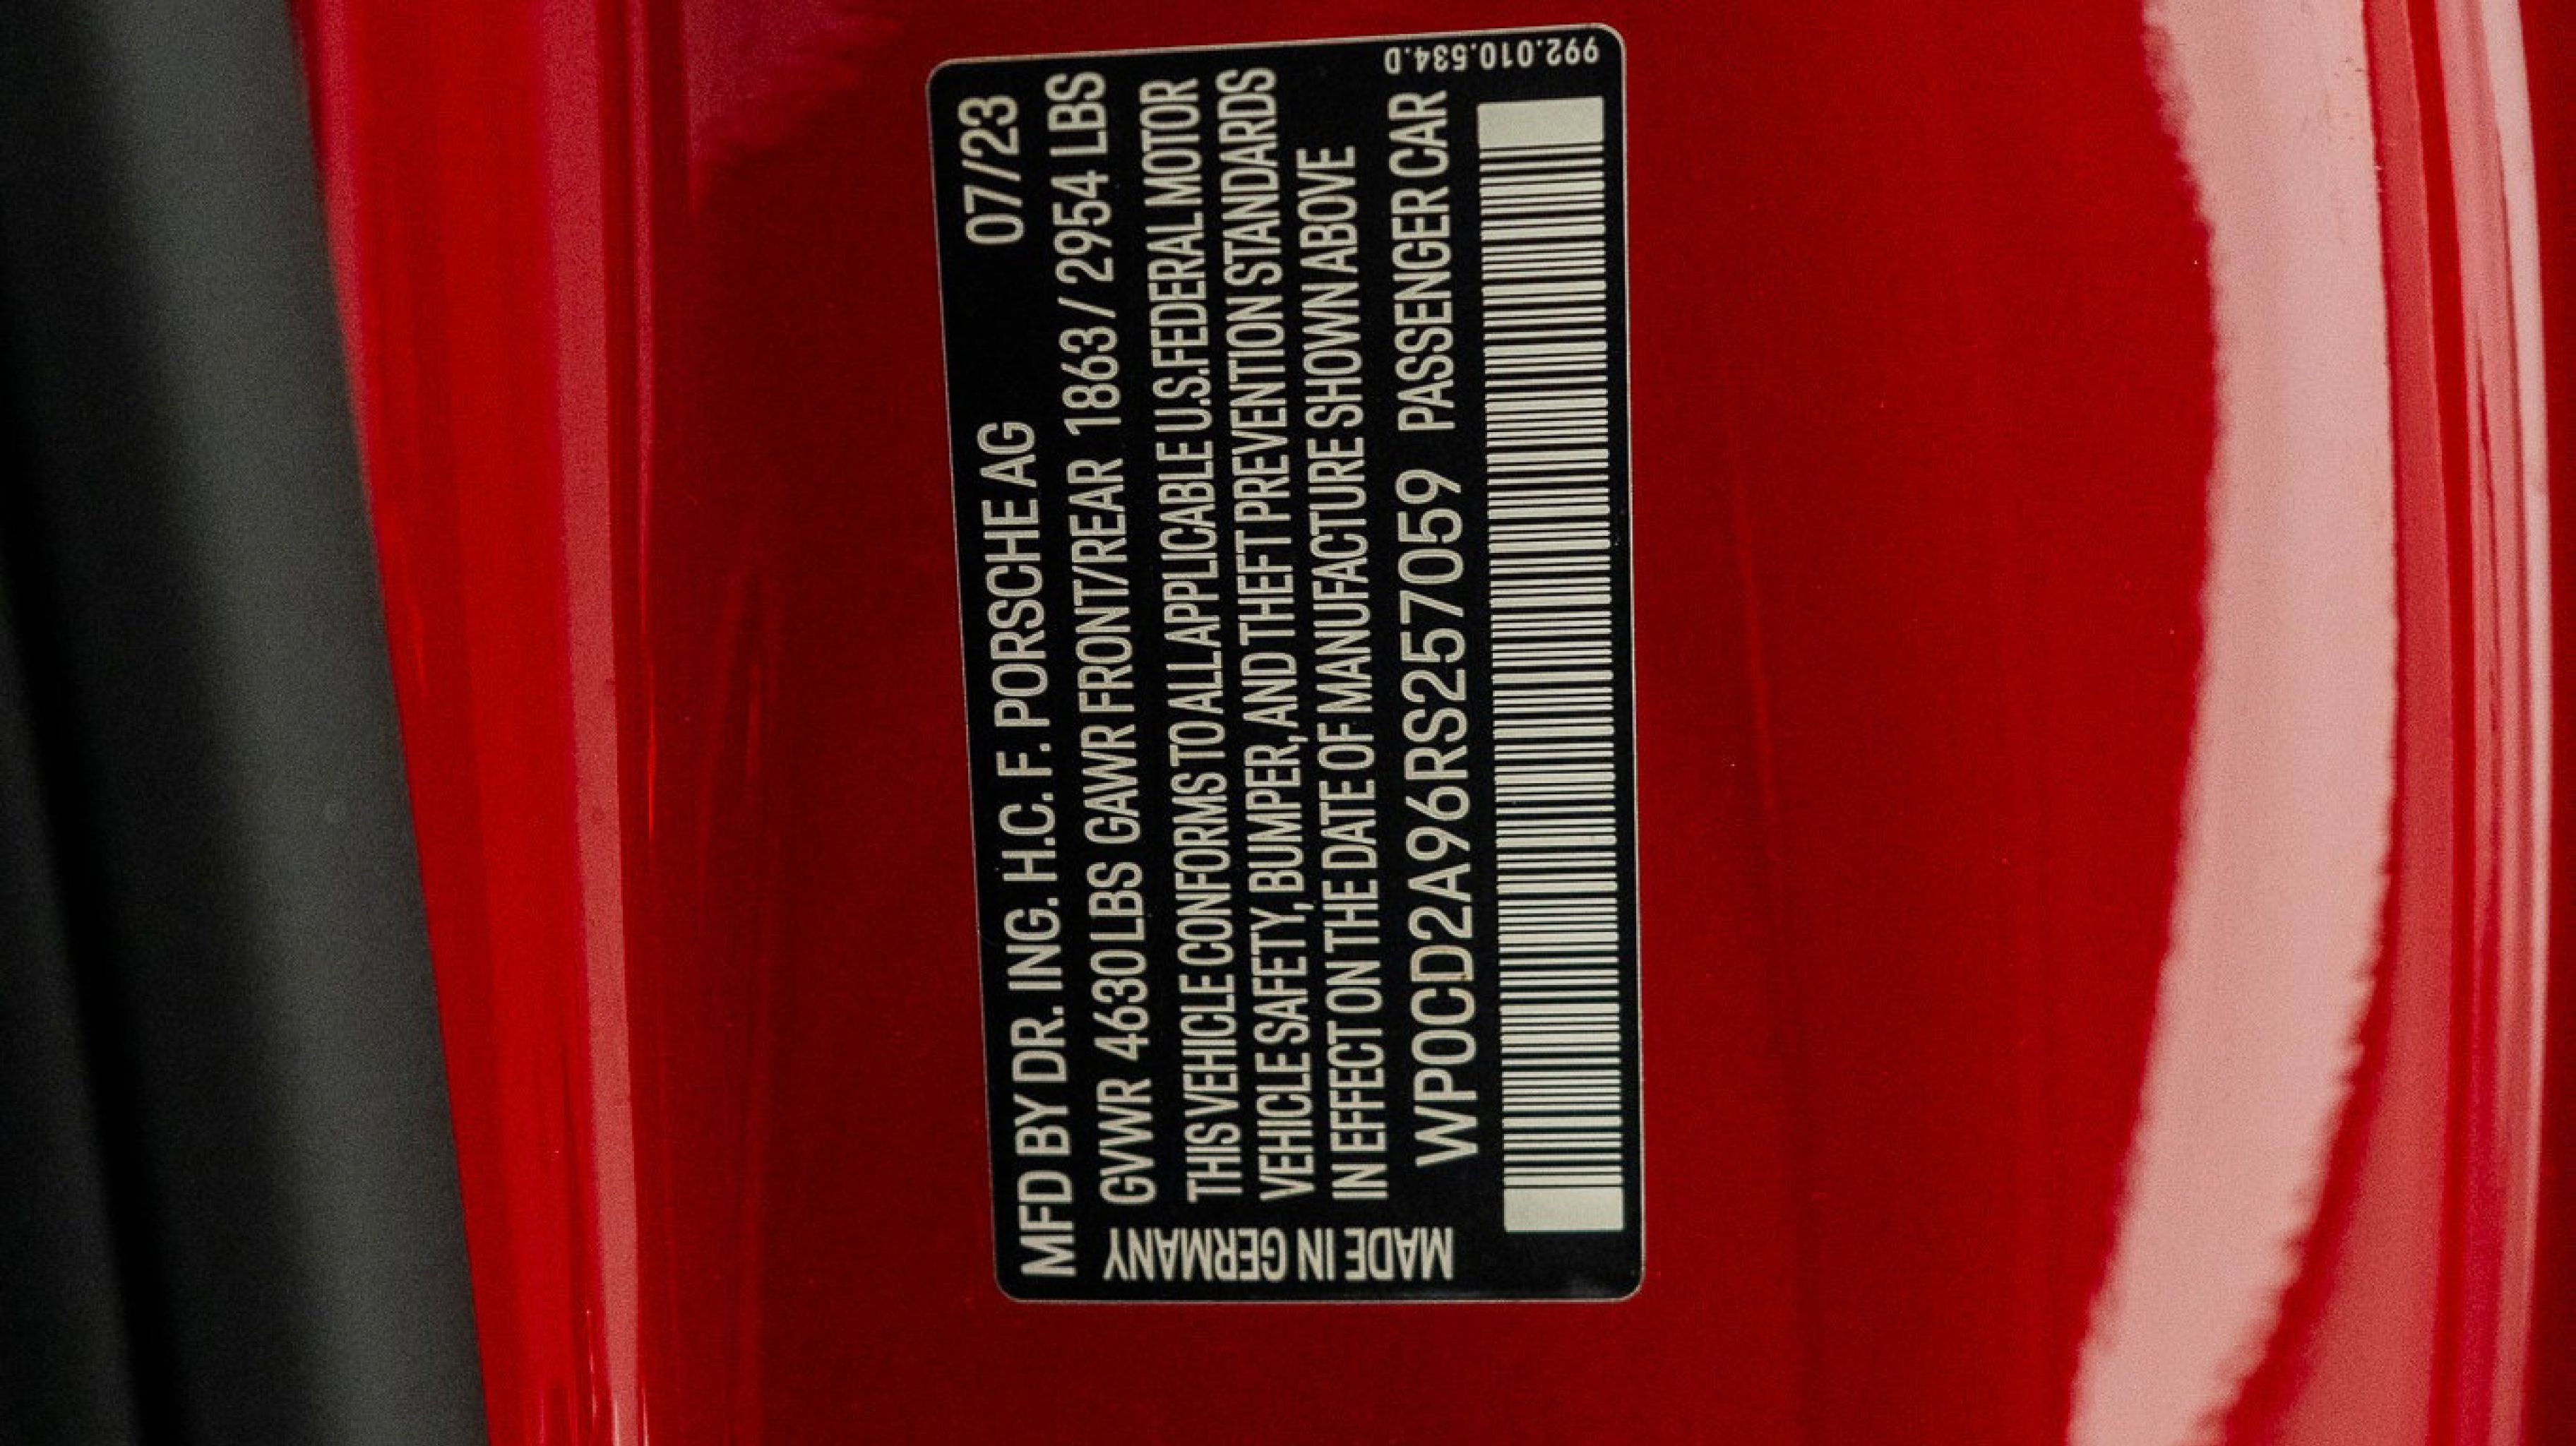 MFD BY DR. ING. H.C. F. PORSCHE AG 07/23
GVWR 4630 LBS GAWR FRONT/REAR 1863 / 2954 LBS
THIS VEHICLE CONFORMS TO ALL APPLICABLE U.S. FEDERAL MOTOR
VEHICLE SAFETY, BUMPER, AND THEFT PREVENTION STANDARDS
IN EFFECT ON THE DATE OF MANUFACTURE SHOWN ABOVE
WP0CD2A96RS257059 PASSENGER CAR
MADE IN GERMANY
992.010.534.D